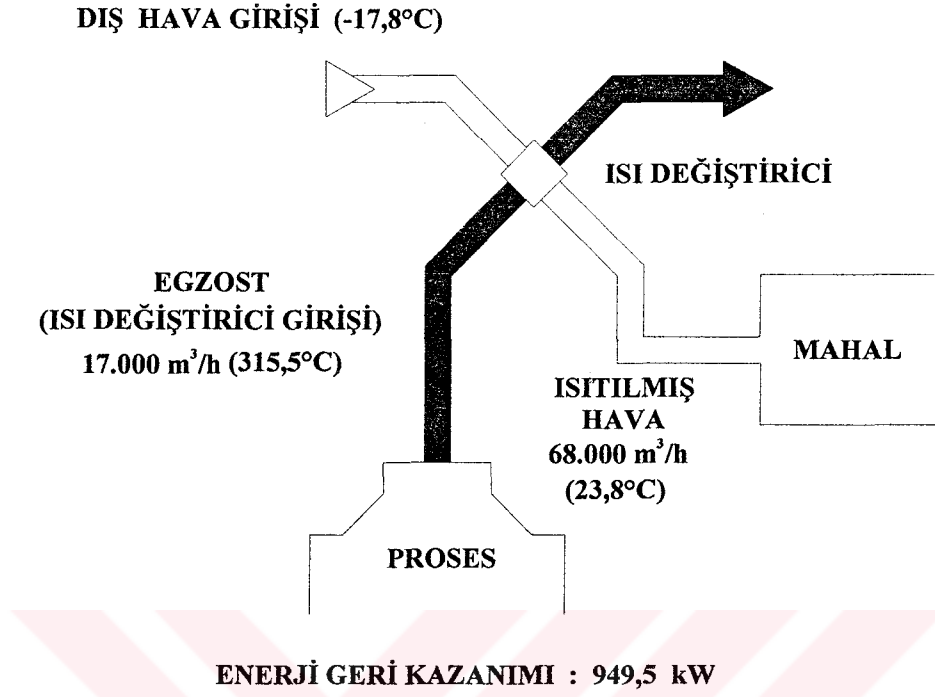 DIŞ HAVA GİRİŞİ (-17,8°C)
ISI DEĞİŞTİRİCİ
EGZOST
(ISI DEĞİŞTİRİCİ GİRİŞİ)
17.000 m³/h (315,5°C)
MAHAL
ISITILMIŞ
HAVA
68.000 m³/h
(23,8°C)
PROSES
ENERJİ GERİ KAZANIMI : 949,5 kW